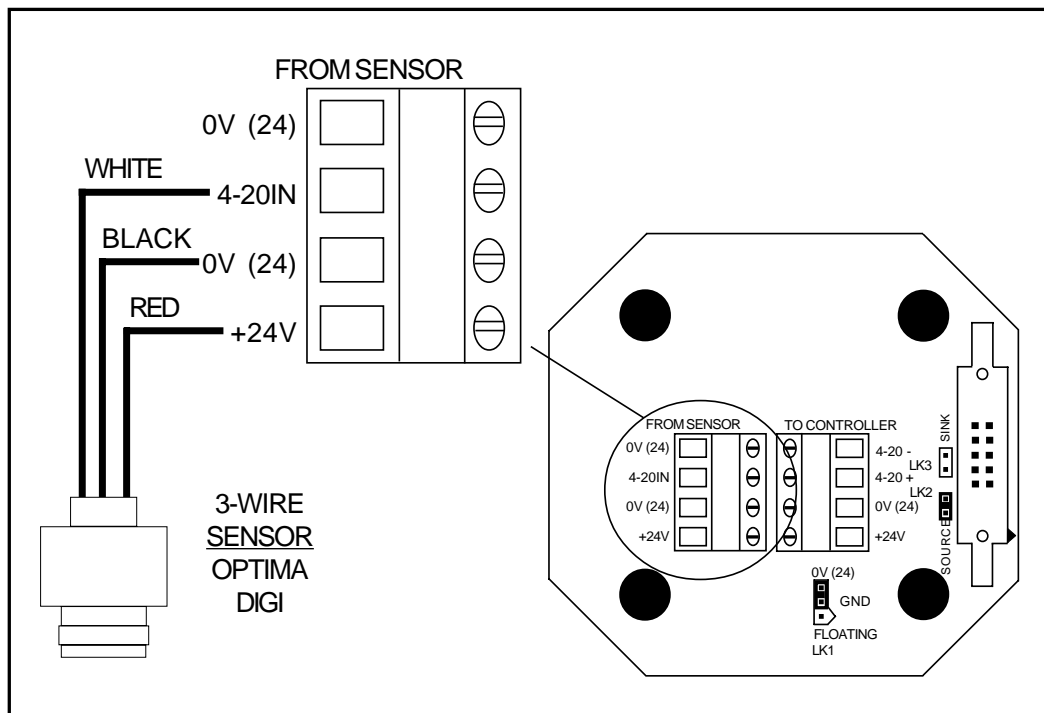 FROM SENSOR
0V (24)
WHITE
4-20IN
BLACK
0V (24)
RED
+24V
3-WIRE
SENSOR
OPTIMA
DIGI
FROM SENSOR
0V (24)
4-20IN
0V (24)
+24V
TO CONTROLLER
4-20 -
4-20 +
0V (24)
+24V
LK3
SINK
LK2
SOURCE
0V (24)
GND
FLOATING
LK1